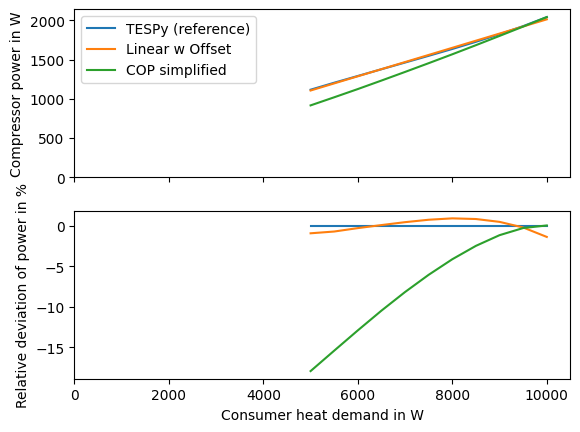 Compressor power in W
2000
1500
1000
500
0
TESPy (reference)
Linear w Offset
COP simplified
Relative deviation of power in %
0
−5
−10
−15
0 2000 4000 6000 8000 10000
Consumer heat demand in W